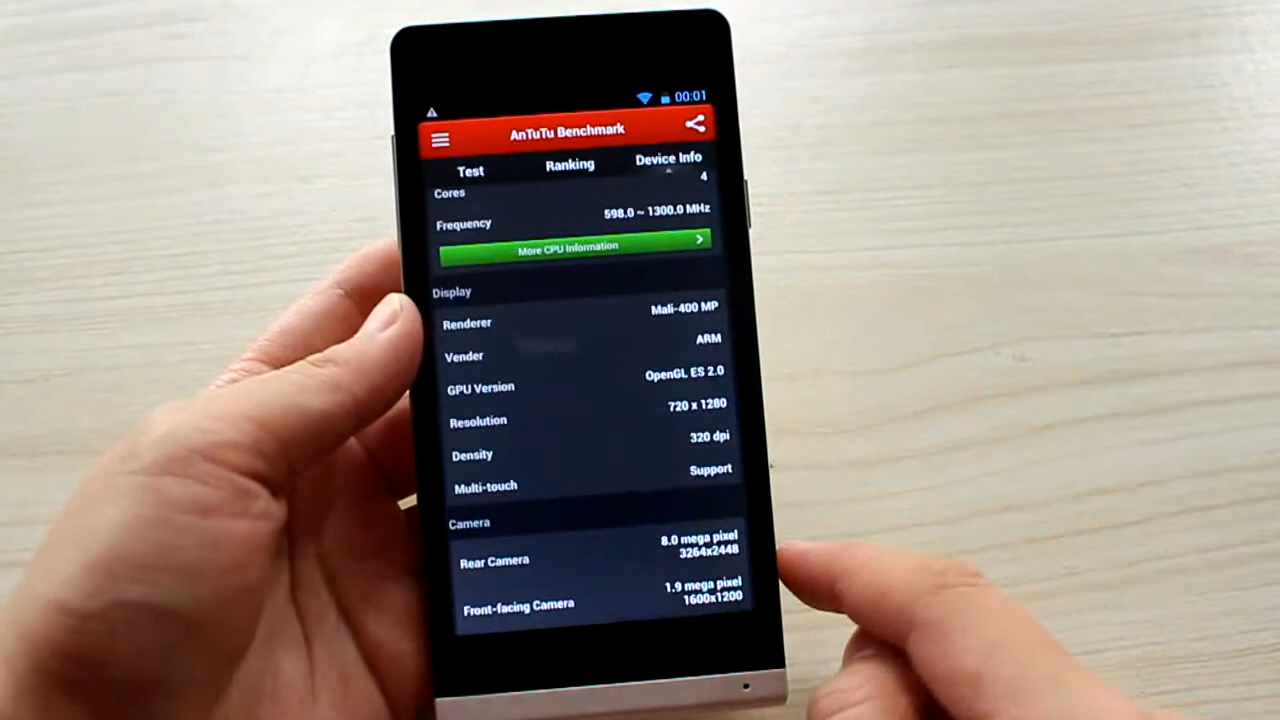 00:01
AnTuTu Benchmark
Test Ranking Device Info
Cores 4
Frequency 598.0 ~ 1300.0 MHz
More CPU Information
Display
Renderer Mali-400 MP
Vender ARM
GPU Version OpenGL ES 2.0
Resolution 720 x 1280
Density 320 dpi
Multi-touch Support
Camera
Rear Camera 8.0 mega pixel
3264x2448
Front-facing Camera 1.9 mega pixel
1600x1200